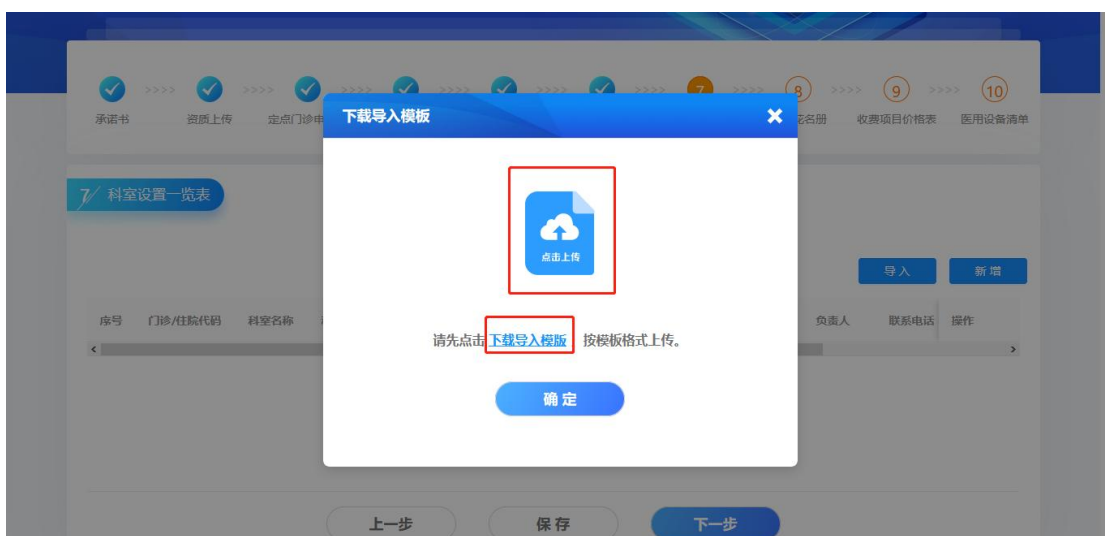 >>>> >>>> >>>> >>>> >>>> >>>> 7 >>>> 8 >>>> 9 >>>> 10
承诺书 资质上传 定点门诊申 花名册 收费项目价格表 医用设备清单
下载导入模板
7 科室设置一览表
点击上传
导入 新增
序号 门诊/住院代码 科室名称 负责人 联系电话 操作
请先点击 下载导入模版 按模板格式上传。
确定
上一步 保存 下一步